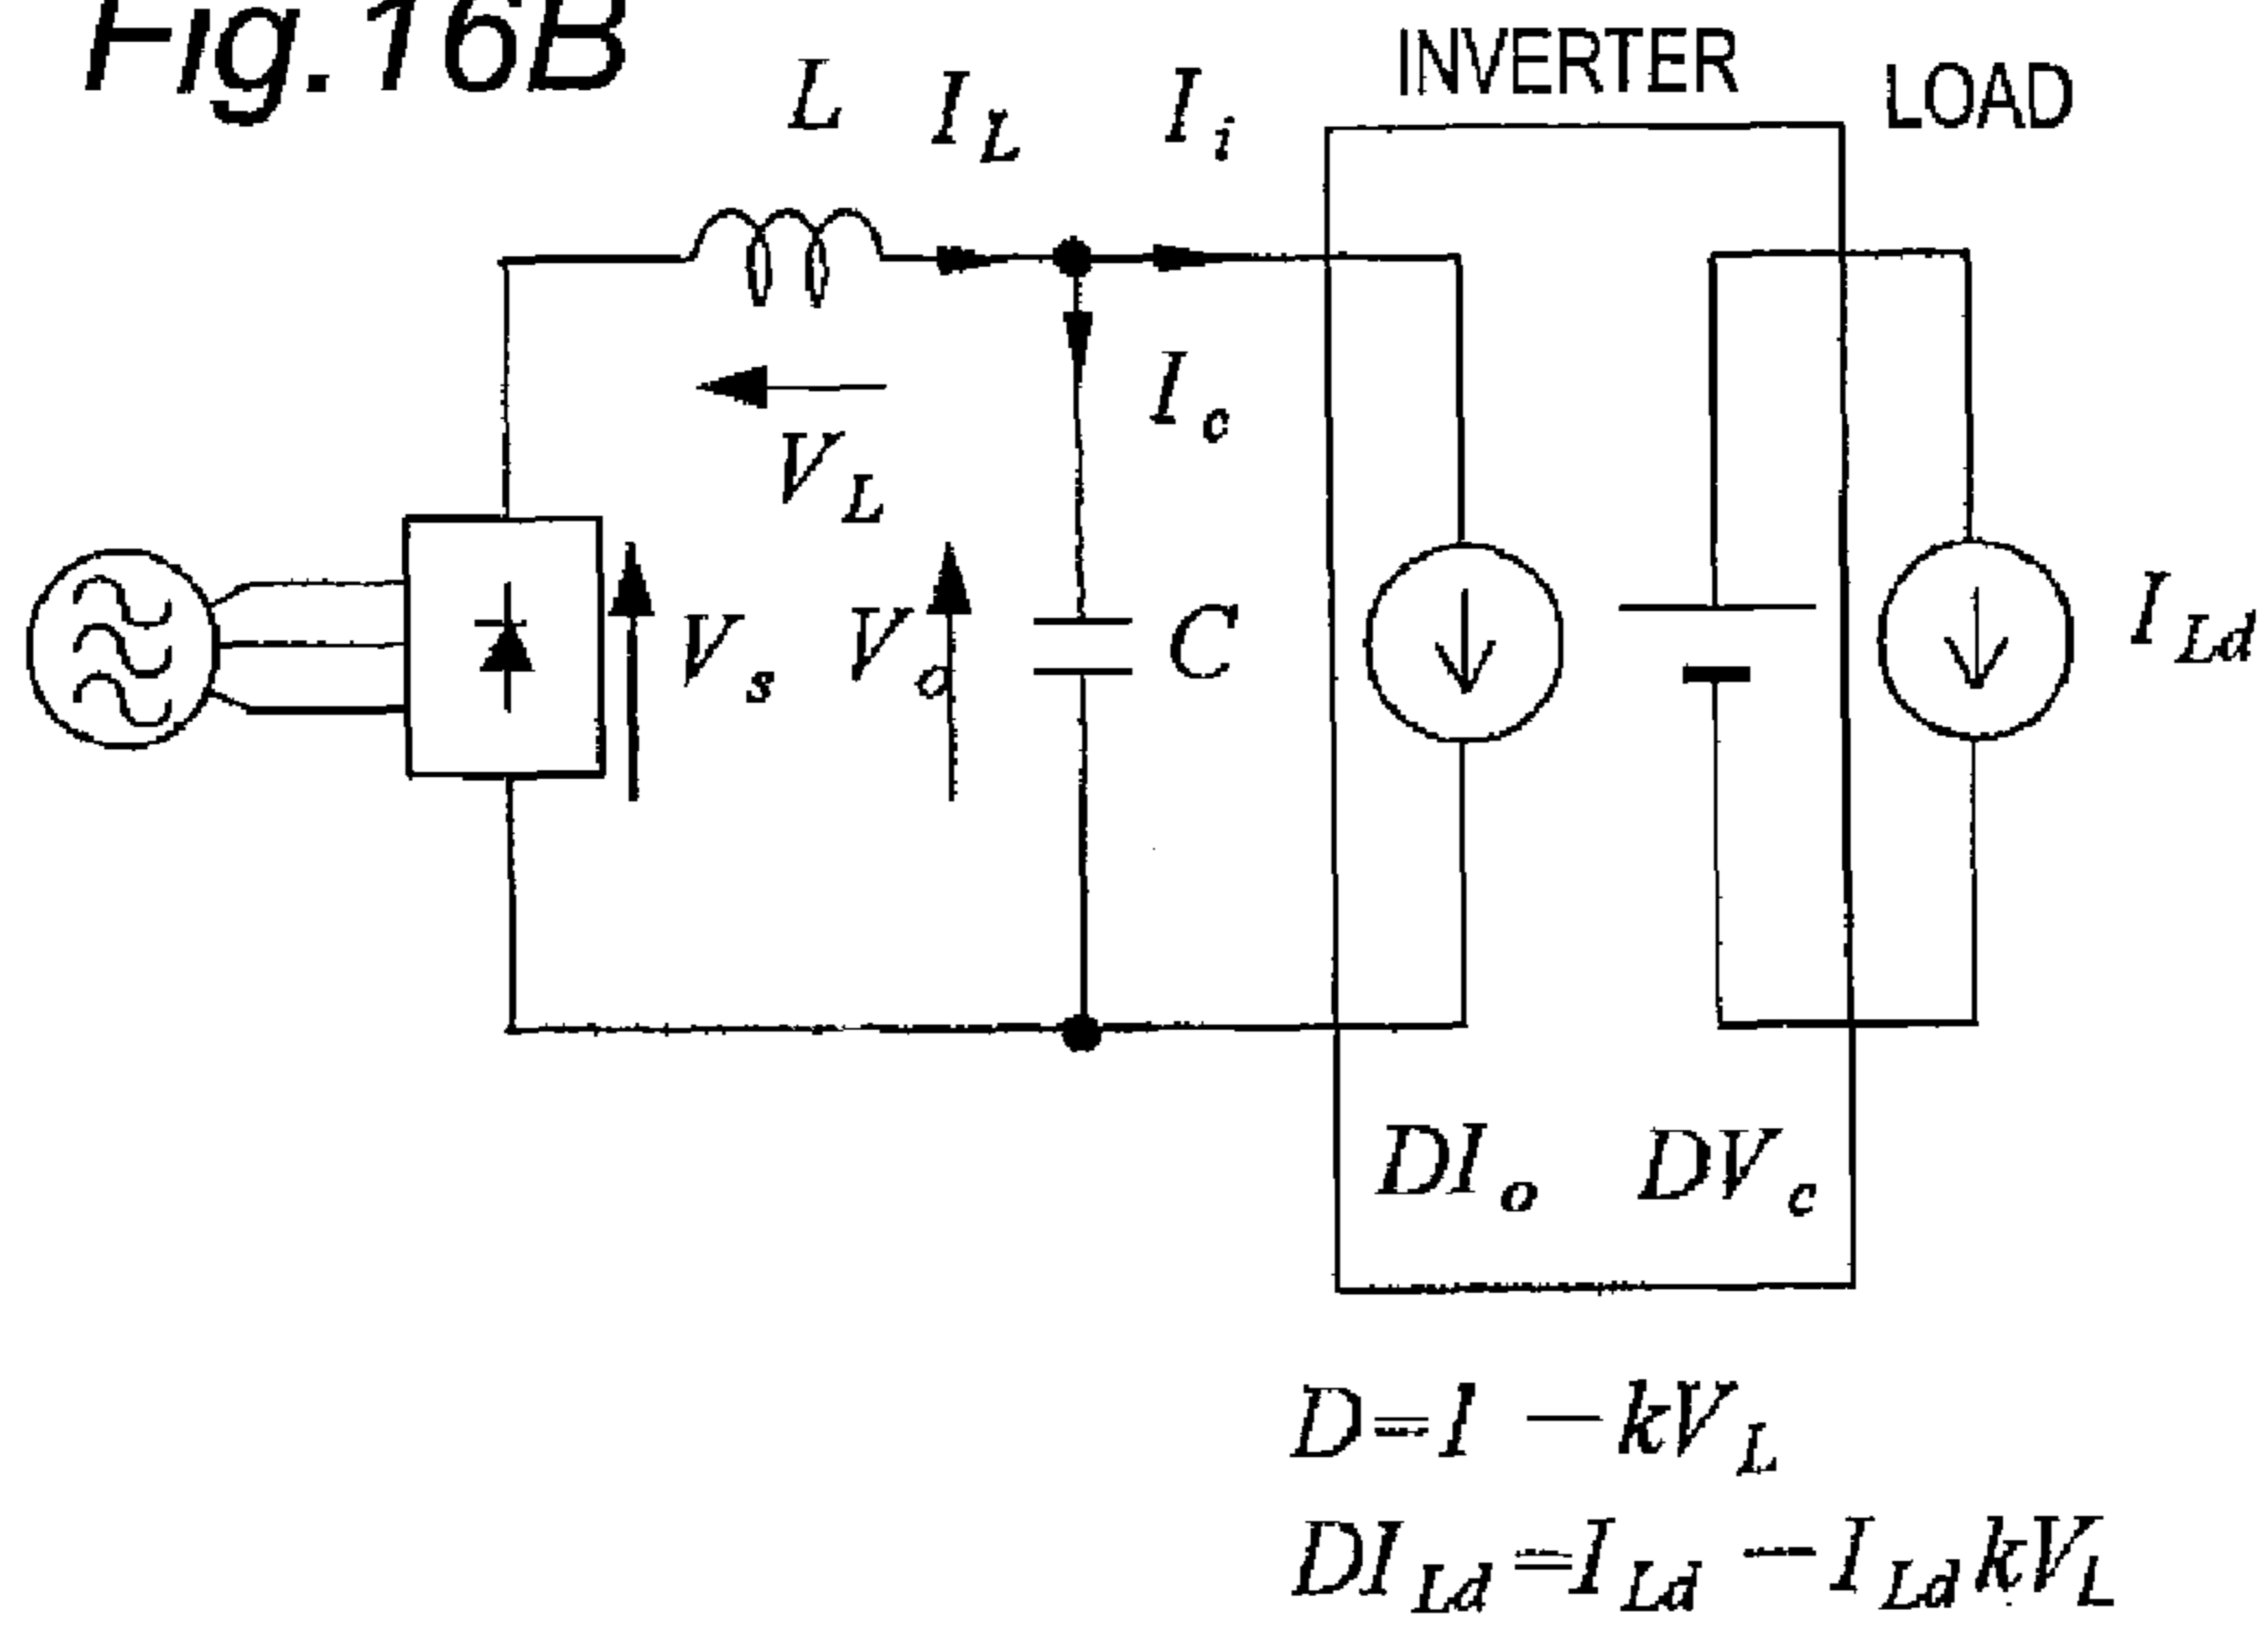 Fig.16B
INVERTER
LOAD
L
I_L
I_i
V_L
I_c
V_s
V_o
C
I_Ld
DI_o
DV_c
D=1 -kV_L
DI_Ld=I_Ld -I_Ld kV_L